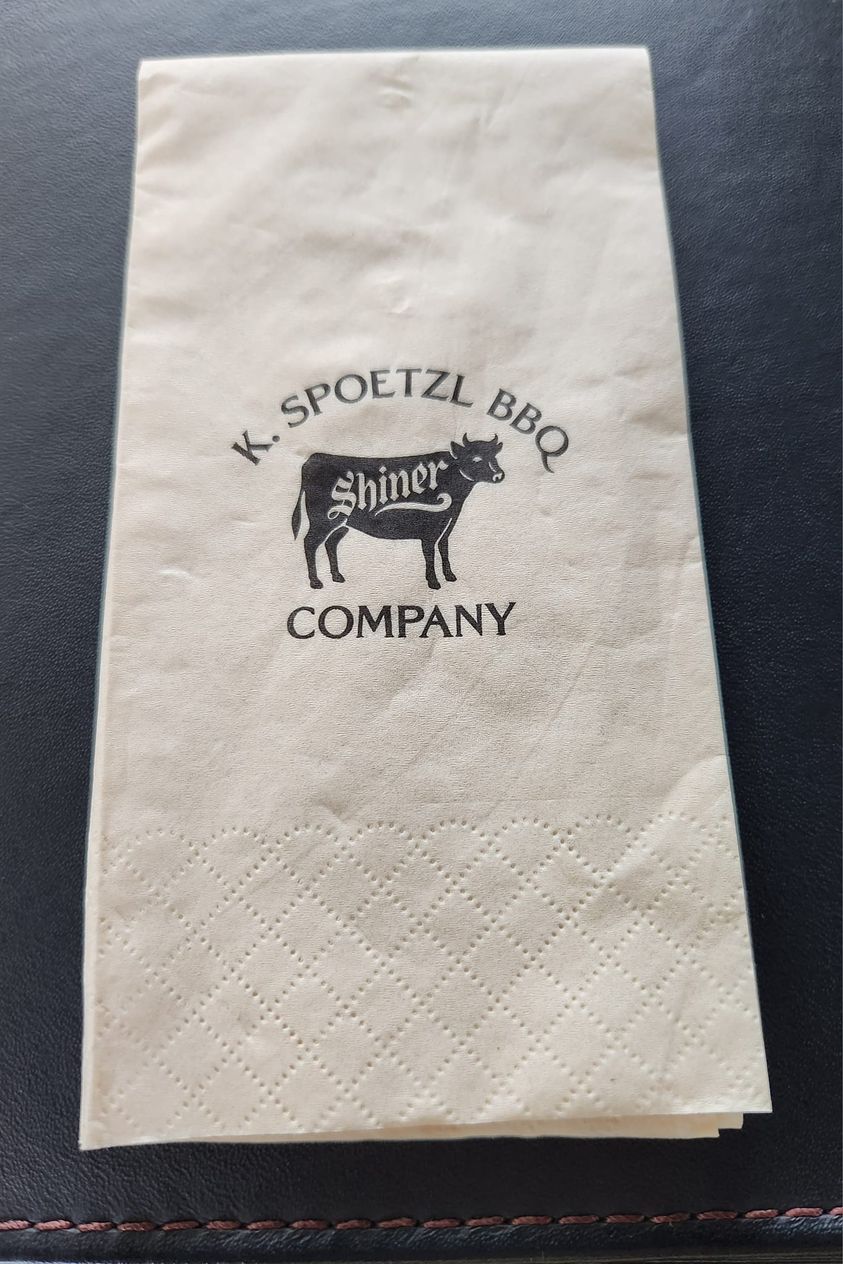 K. SPOETZL BBQ
Shiner
COMPANY